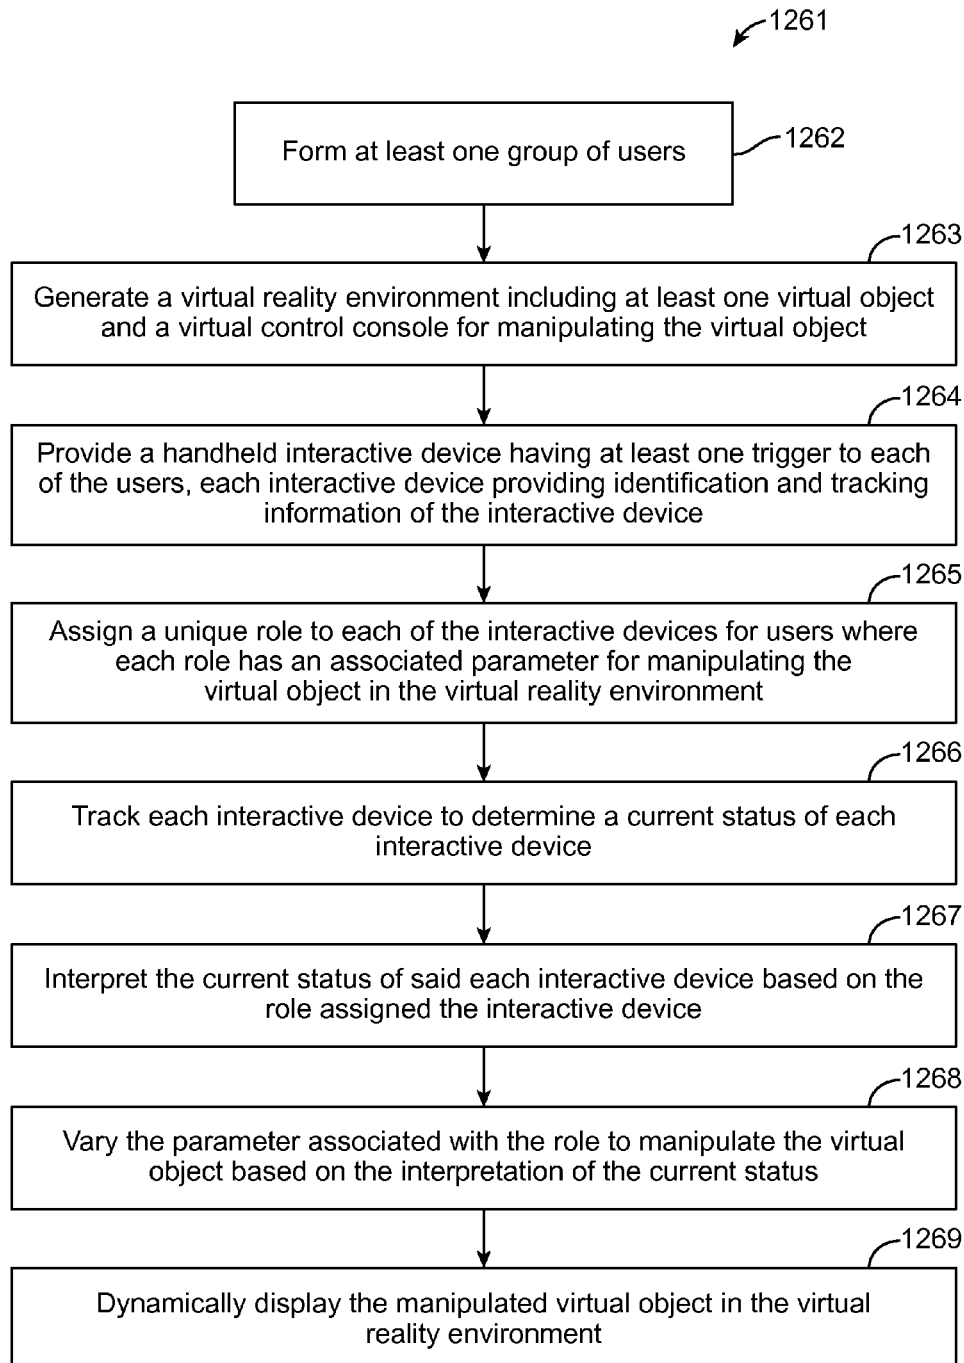 1261
Form at least one group of users
1262
1263
Generate a virtual reality environment including at least one virtual object
and a virtual control console for manipulating the virtual object
1264
Provide a handheld interactive device having at least one trigger to each
of the users, each interactive device providing identification and tracking
information of the interactive device
1265
Assign a unique role to each of the interactive devices for users where
each role has an associated parameter for manipulating the
virtual object in the virtual reality environment
1266
Track each interactive device to determine a current status of each
interactive device
1267
Interpret the current status of said each interactive device based on the
role assigned the interactive device
1268
Vary the parameter associated with the role to manipulate the virtual
object based on the interpretation of the current status
1269
Dynamically display the manipulated virtual object in the virtual
reality environment